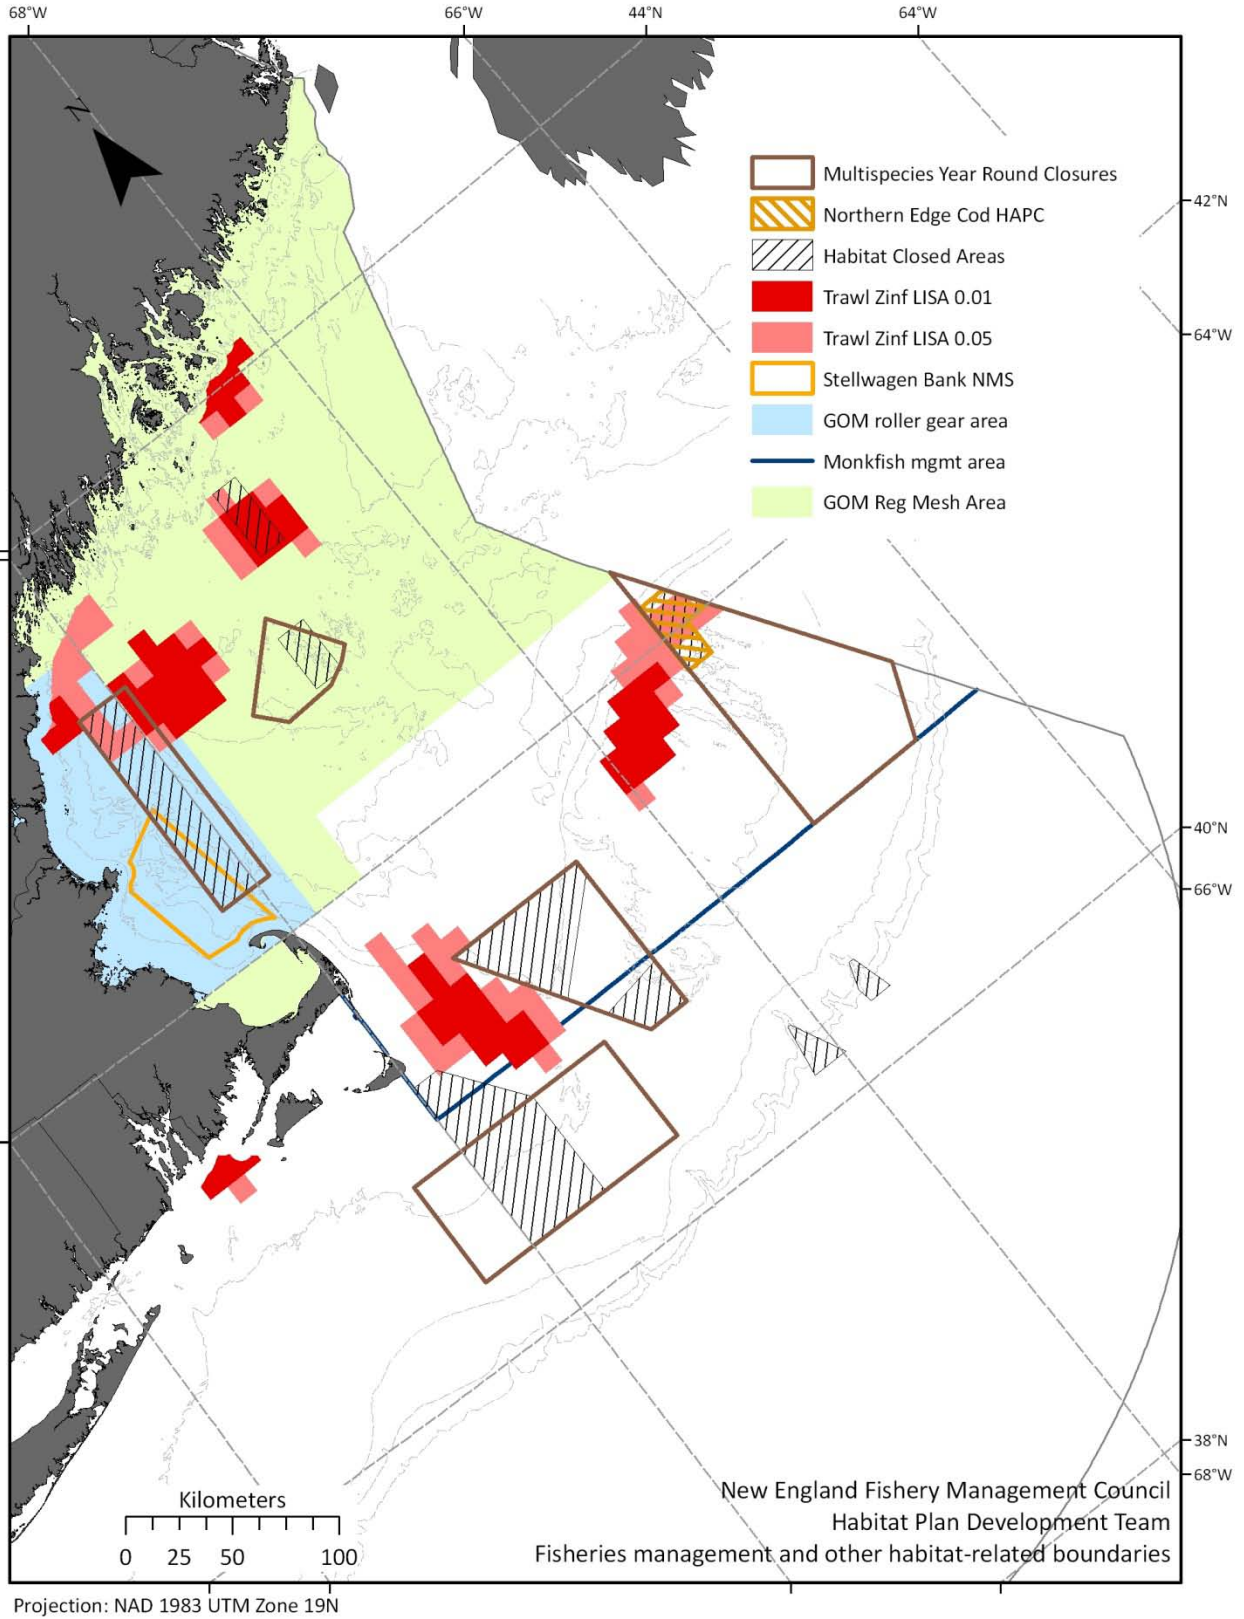 68°W 66°W 44°N 64°W
N
42°N
64°W
Multispecies Year Round Closures
Northern Edge Cod HAPC
Habitat Closed Areas
Trawl Zinf LISA 0.01
Trawl Zinf LISA 0.05
Stellwagen Bank NMS
GOM roller gear area
Monkfish mgmt area
GOM Reg Mesh Area
40°N
66°W
38°N
68°W
Kilometers
0 25 50 100
New England Fishery Management Council
Habitat Plan Development Team
Fisheries management and other habitat-related boundaries
Projection: NAD 1983 UTM Zone 19N